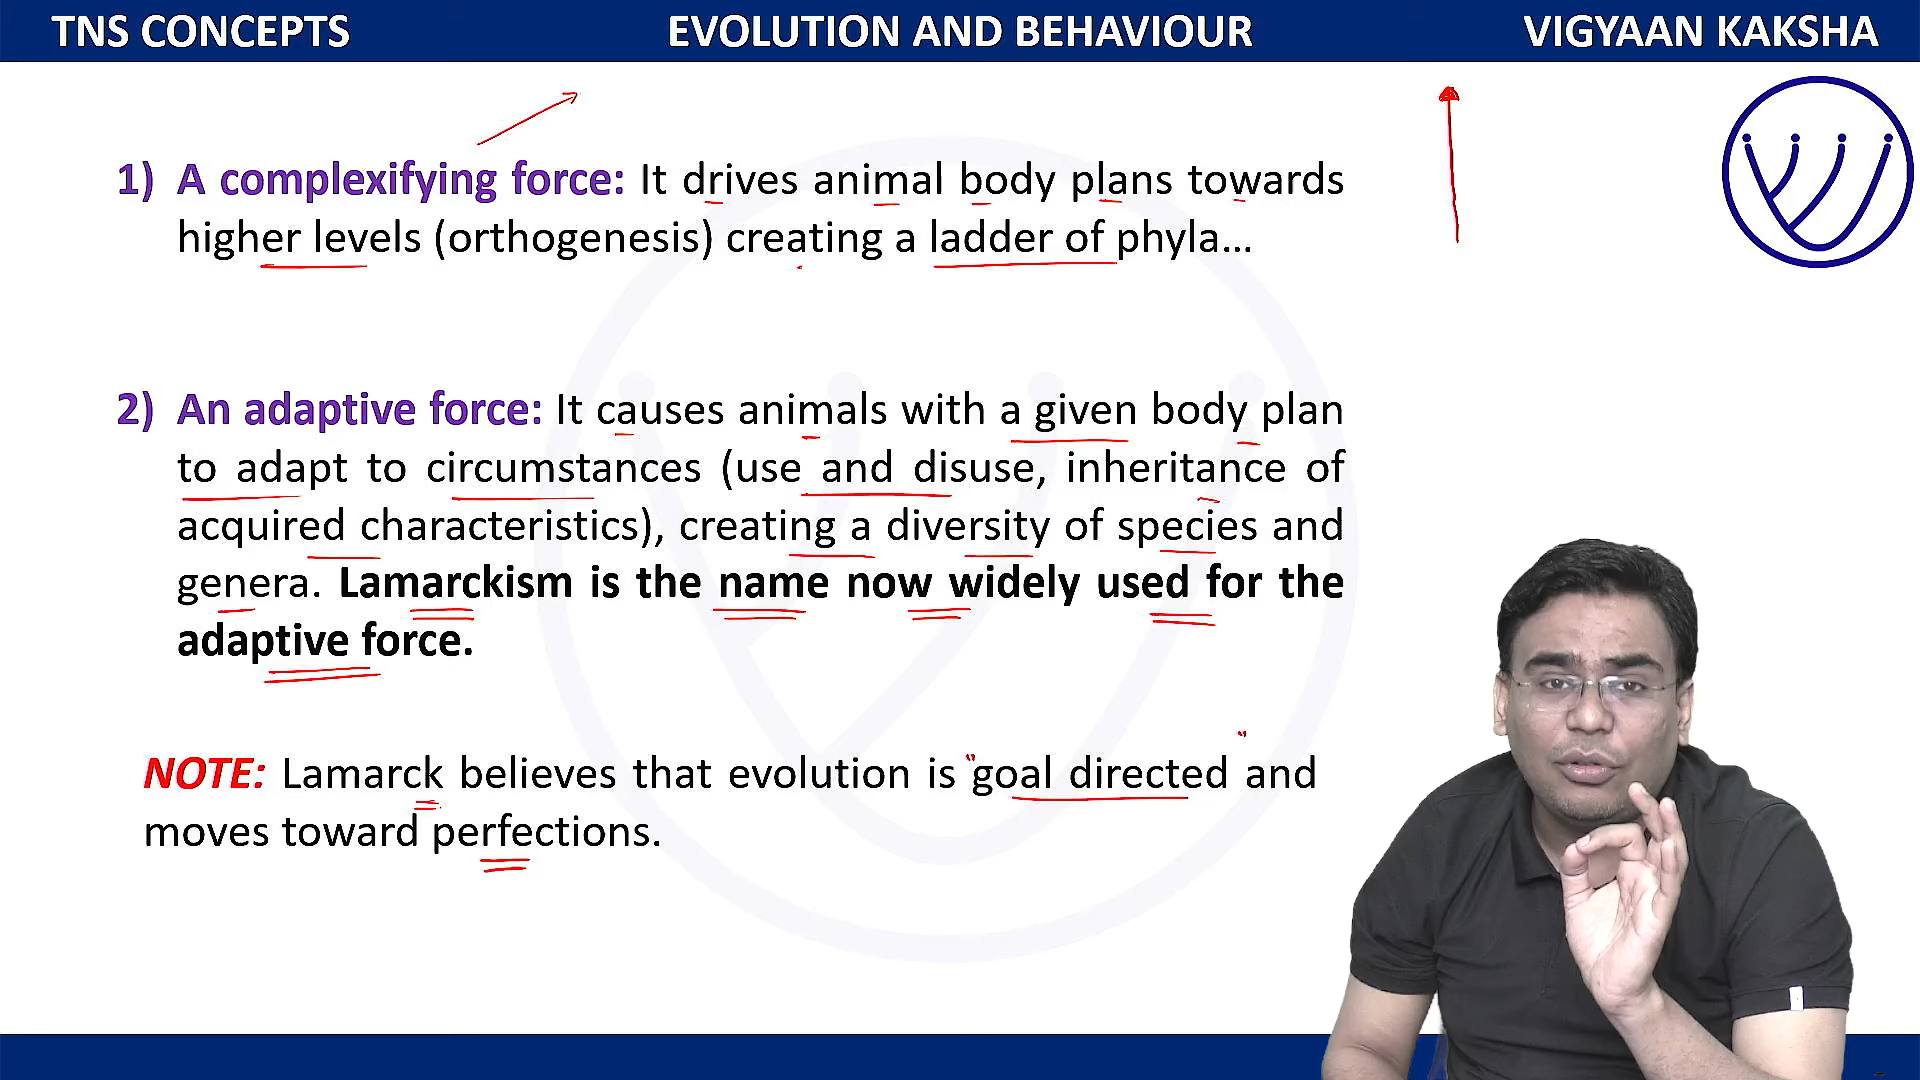 TNS CONCEPTS EVOLUTION AND BEHAVIOUR VIGYAAN KAKSHA
1) A complexifying force: It drives animal body plans towards
higher levels (orthogenesis) creating a ladder of phyla...
2) An adaptive force: It causes animals with a given body plan
to adapt to circumstances (use and disuse, inheritance of
acquired characteristics), creating a diversity of species and
genera. Lamarckism is the name now widely used for the
adaptive force.
NOTE: Lamarck believes that evolution is "goal directed" and
moves toward perfections.